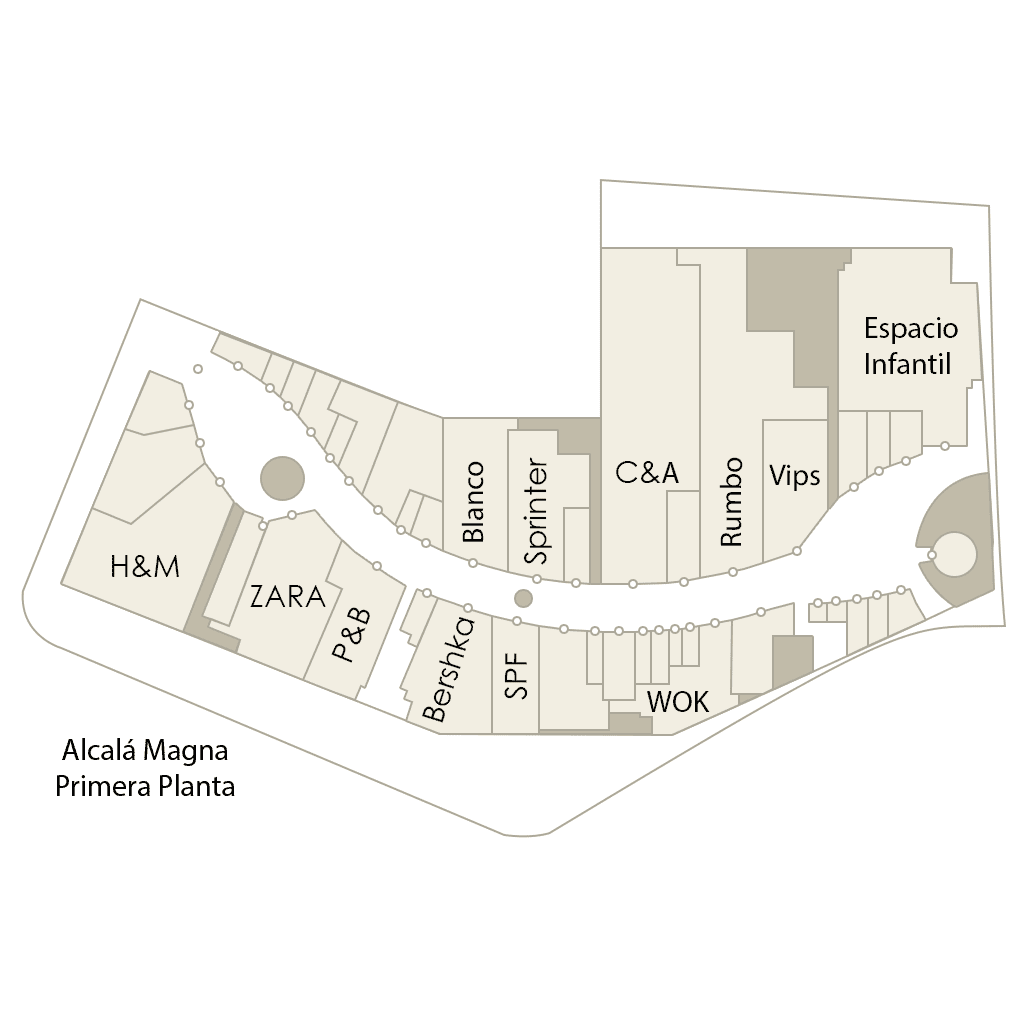 Espacio
Infantil
C&A
Rumbo
Vips
Blanco
Sprinter
H&M
ZARA
P&B
Bershka
SPF
WOK
Alcalá Magna
Primera Planta